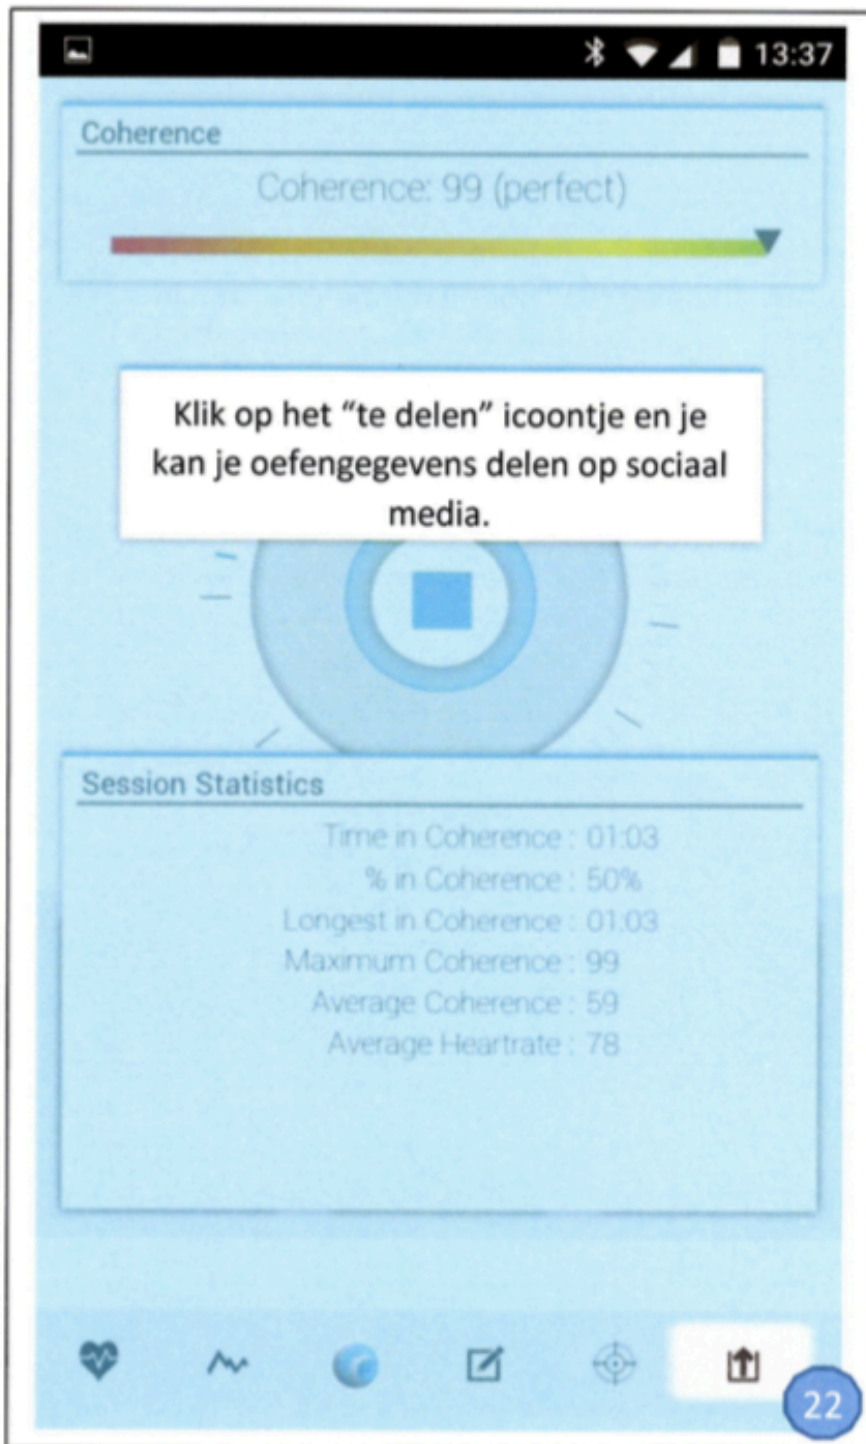 13:37
Coherence
Coherence: 99 (perfect)
Klik op het “te delen” icoontje en je
kan je oefengegevens delen op sociaal
media.
Session Statistics
Time in Coherence : 01:03
% in Coherence : 50%
Longest in Coherence : 01:03
Maximum Coherence : 99
Average Coherence : 59
Average Heartrate : 78
22